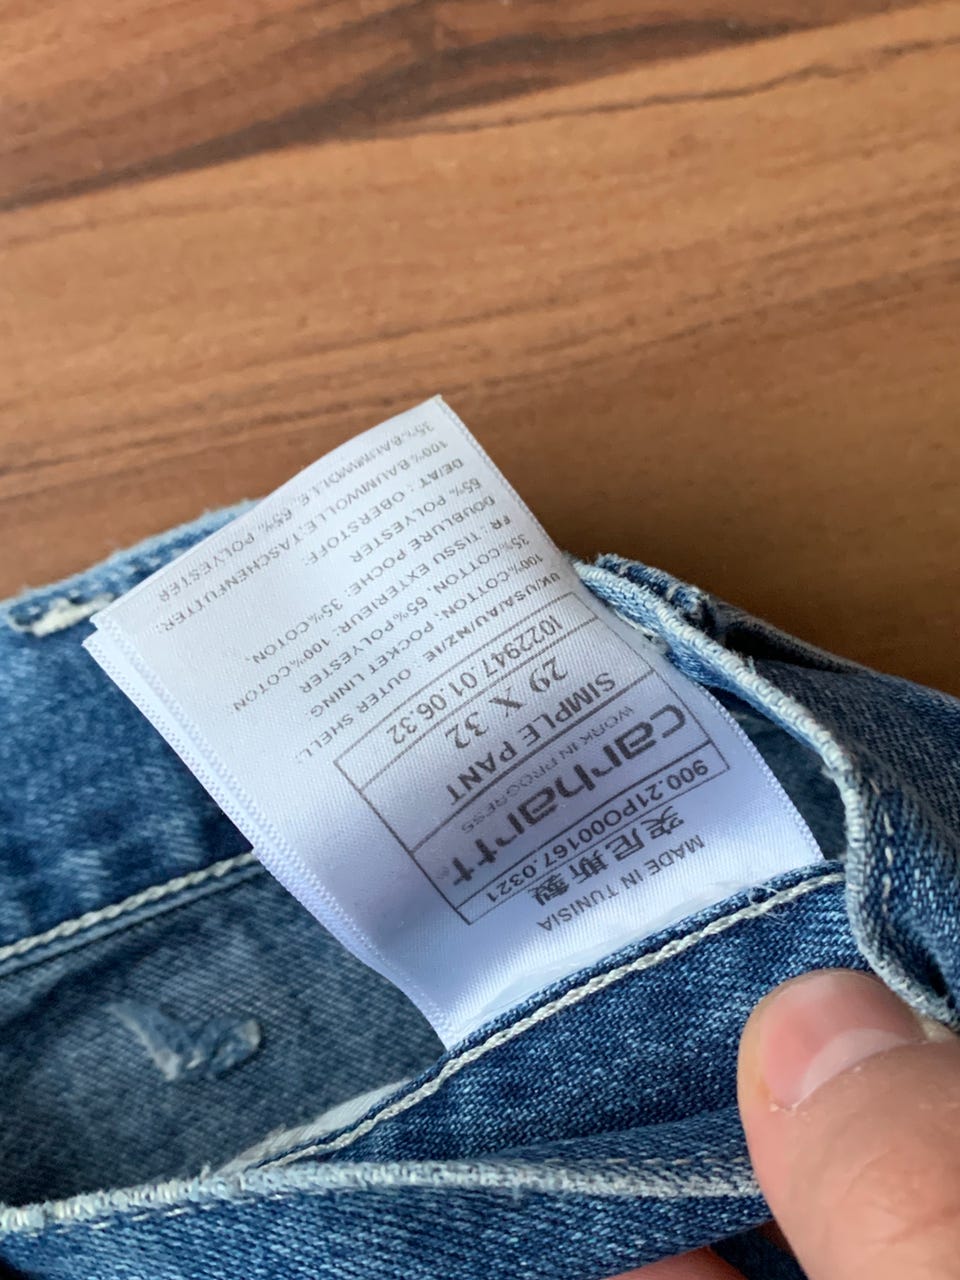 MADE IN TUNISIA
突尼斯製
900.21PO000167.0321
carhartt
WORK IN PROGRESS
SIMPLE PANT
29 X 32
I022947.01.06.32
UK/USA/AU/NZ/IE OUTER SHELL:
100%COTTON; POCKET LINING:
35%COTTON, 65% POLYESTER
FR : TISSU EXTERIEUR: 100%COTON
DOUBLURE POCHE: 35%COTON,
65% POLYESTER
DE/AT : OBERSTOFF:
100%BAUMWOLLE;TASCHENFUTTER:
35%BAUMWOLLE 65% POLYESTER